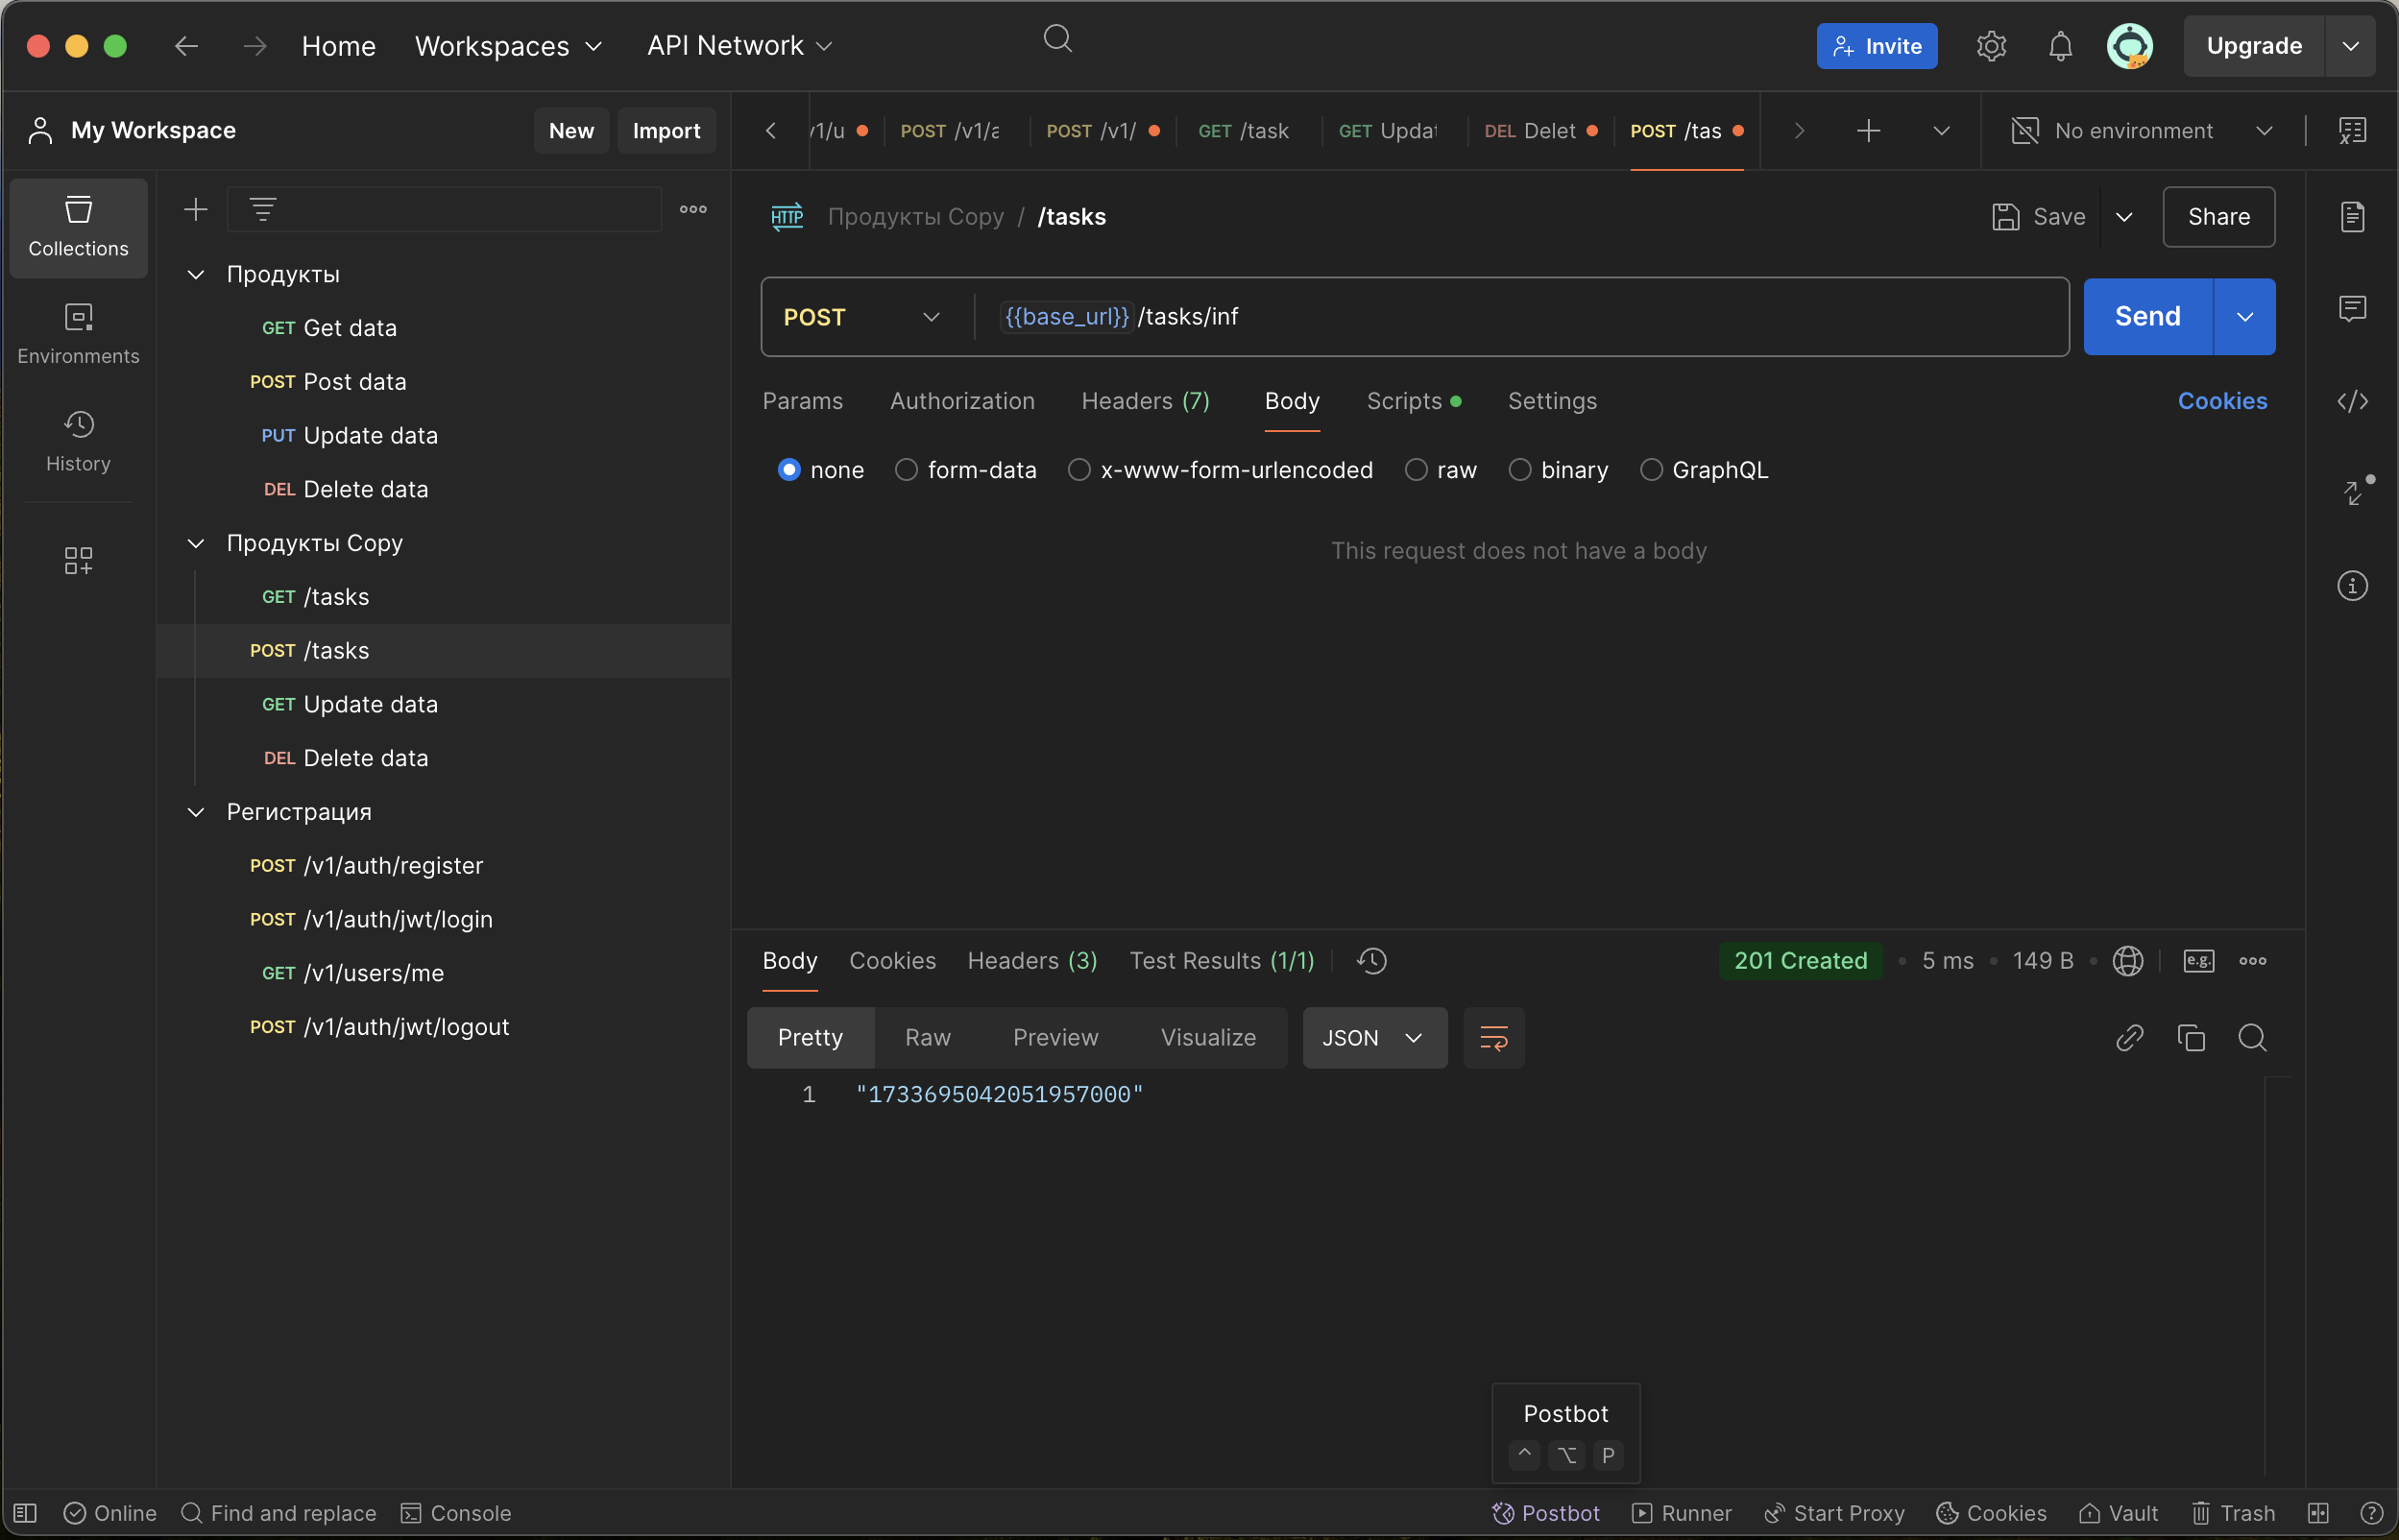 Home Workspaces API Network Invite Upgrade
My Workspace New Import
/1/u POST /v1/a POST /v1/ GET /task GET Updat DEL Delet POST /tas No environment
Collections
Environments
History
Продукты
GET Get data
POST Post data
PUT Update data
DEL Delete data
Продукты Copy
GET /tasks
POST /tasks
GET Update data
DEL Delete data
Регистрация
POST /v1/auth/register
POST /v1/auth/jwt/login
GET /v1/users/me
POST /v1/auth/jwt/logout
HTTP Продукты Copy / /tasks Save Share
POST {{base_url}}/tasks/inf Send
Params Authorization Headers (7) Body Scripts Settings Cookies
none form-data x-www-form-urlencoded raw binary GraphQL
This request does not have a body
Body Cookies Headers (3) Test Results (1/1) 201 Created 5 ms 149 B e.g.
Pretty Raw Preview Visualize JSON
1 "1733695042051957000"
Postbot
^ ⌥ P
Online Find and replace Console Postbot Runner Start Proxy Cookies Vault Trash